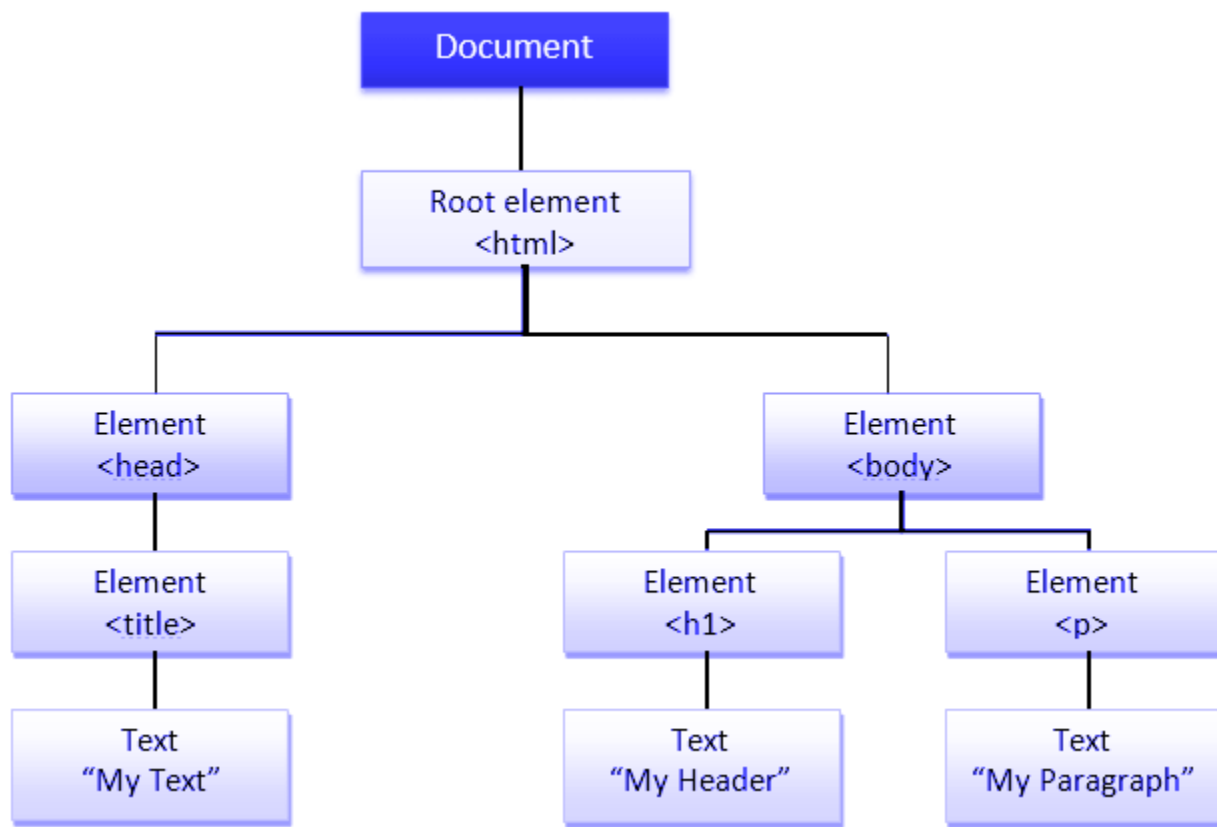 Document
Root element
<html>
Element
<head>
Element
<body>
Element
<title>
Element
<h1>
Element
<p>
Text
“My Text”
Text
“My Header”
Text
“My Paragraph”